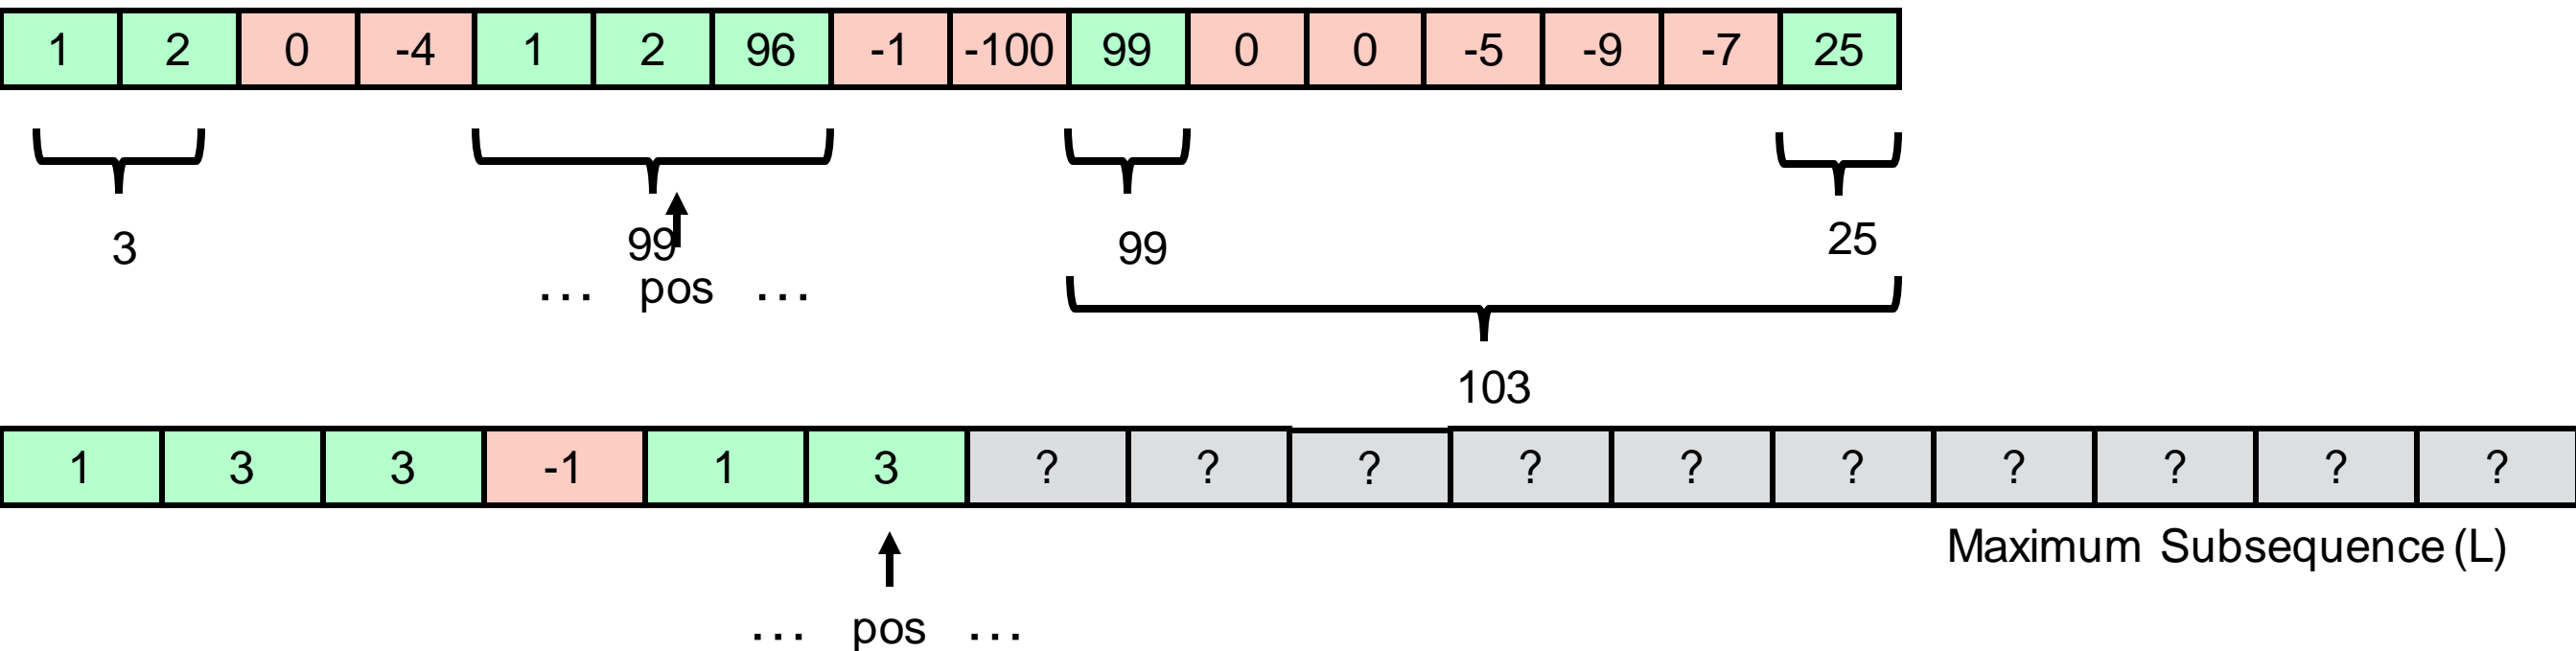 1 2 0 -4 1 2 96 -1 -100 99 0 0 -5 -9 -7 25
3 99 99 25
... pos ...
103
1 3 3 -1 1 3 ? ? ? ? ? ? ? ? ? ?
Maximum Subsequence (L)
... pos ...